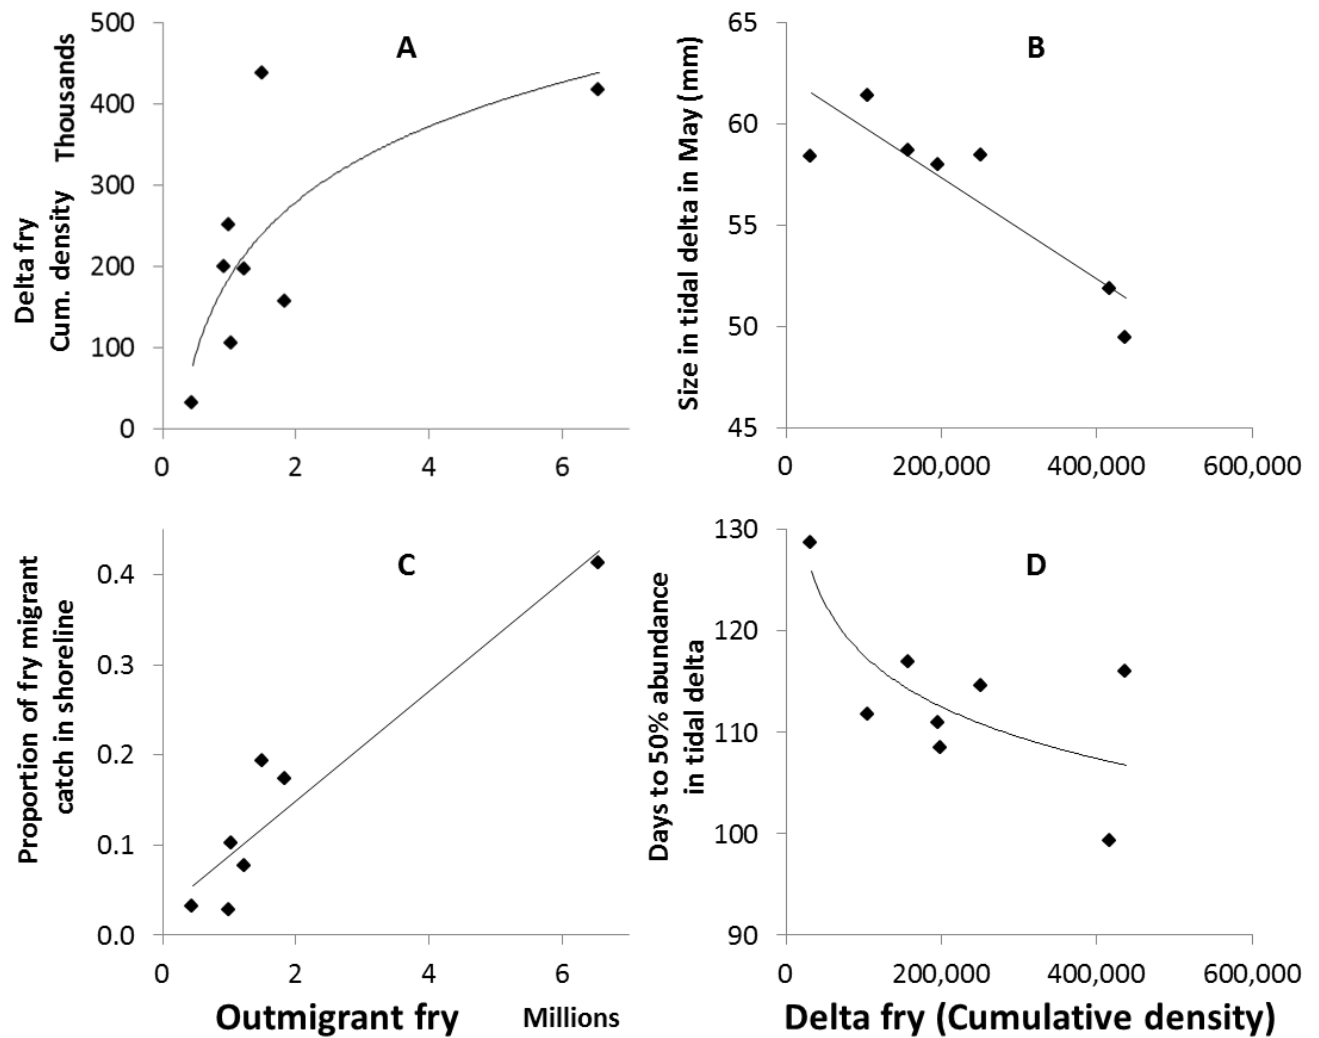 A
Delta fry
Cum. density Thousands
500
400
300
200
100
0
0 2 4 6
B
Size in tidal delta in May (mm)
65
60
55
50
45
0 200,000 400,000 600,000
C
Proportion of fry migrant
catch in shoreline
0.4
0.3
0.2
0.1
0.0
0 2 4 6
Outmigrant fry Millions
D
Days to 50% abundance
in tidal delta
130
120
110
100
90
0 200,000 400,000 600,000
Delta fry (Cumulative density)